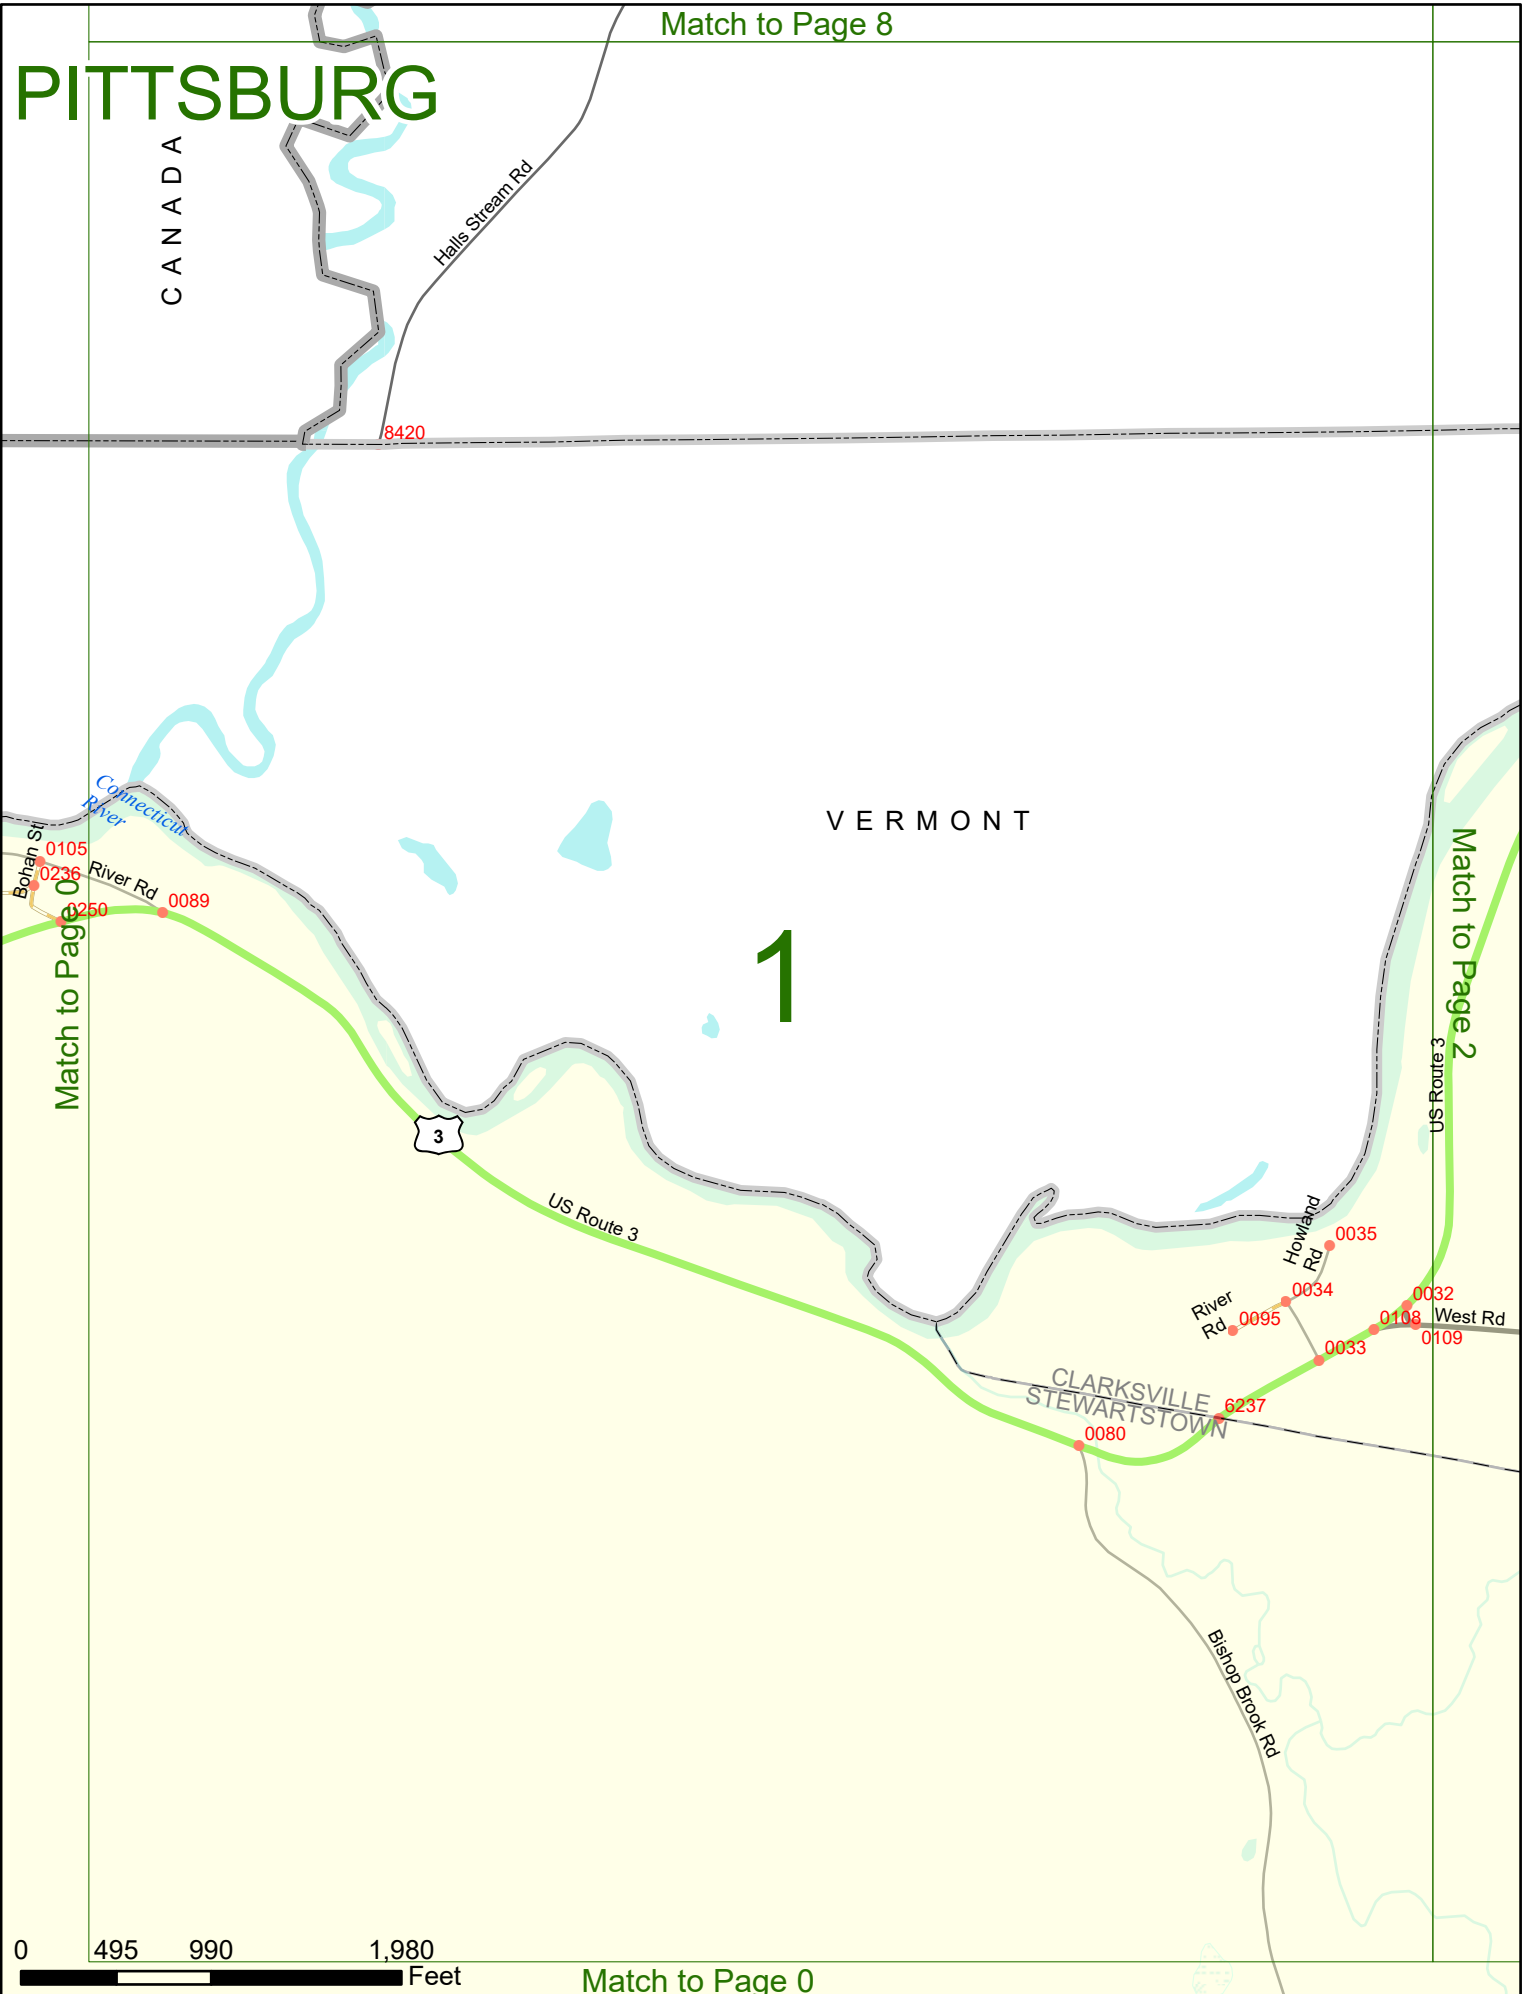 Match to Page 8
PITTSBURG
CANADA
Halls Stream Rd
8420
Connecticut
River
VERMONT
Bohan St
0105
0236
0250
River Rd
0089
Match to Page 0
1
Match to Page 2
US Route 3
3
US Route 3
Howland
Rd
0035
0034
River
Rd
0095
0032
0108
West Rd
0109
0033
CLARKSVILLE
STEWARTSTOWN
6237
0080
Bishop Brook Rd
0 495 990 1,980
Feet
Match to Page 0